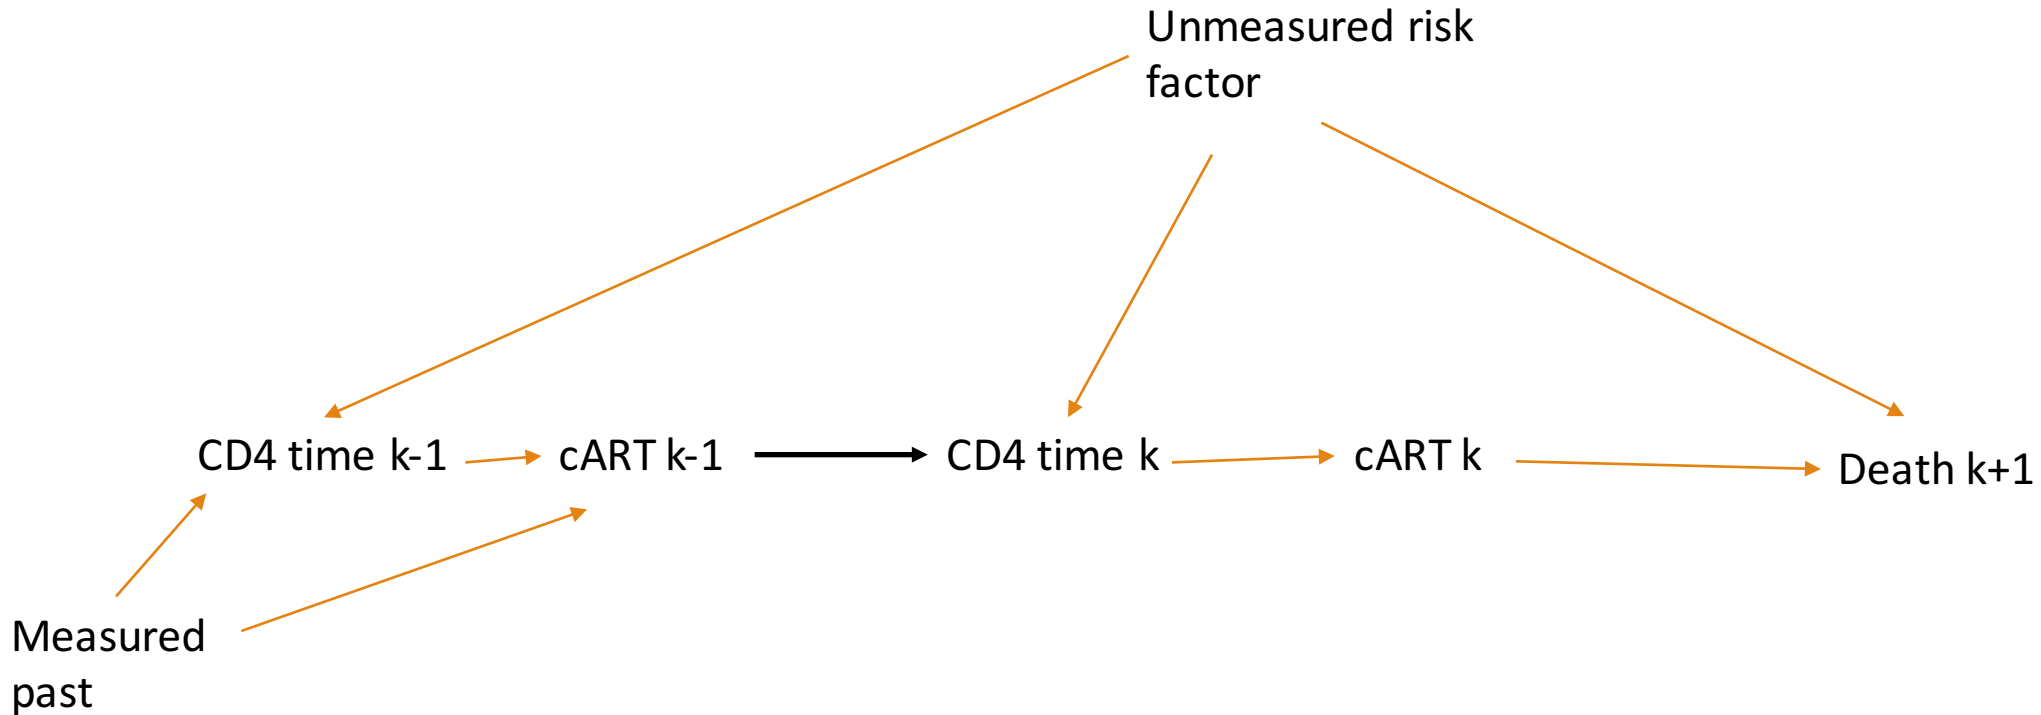 Unmeasured risk
factor
CD4 time k-1
cART k-1
CD4 time k
cART k
Death k+1
Measured
past